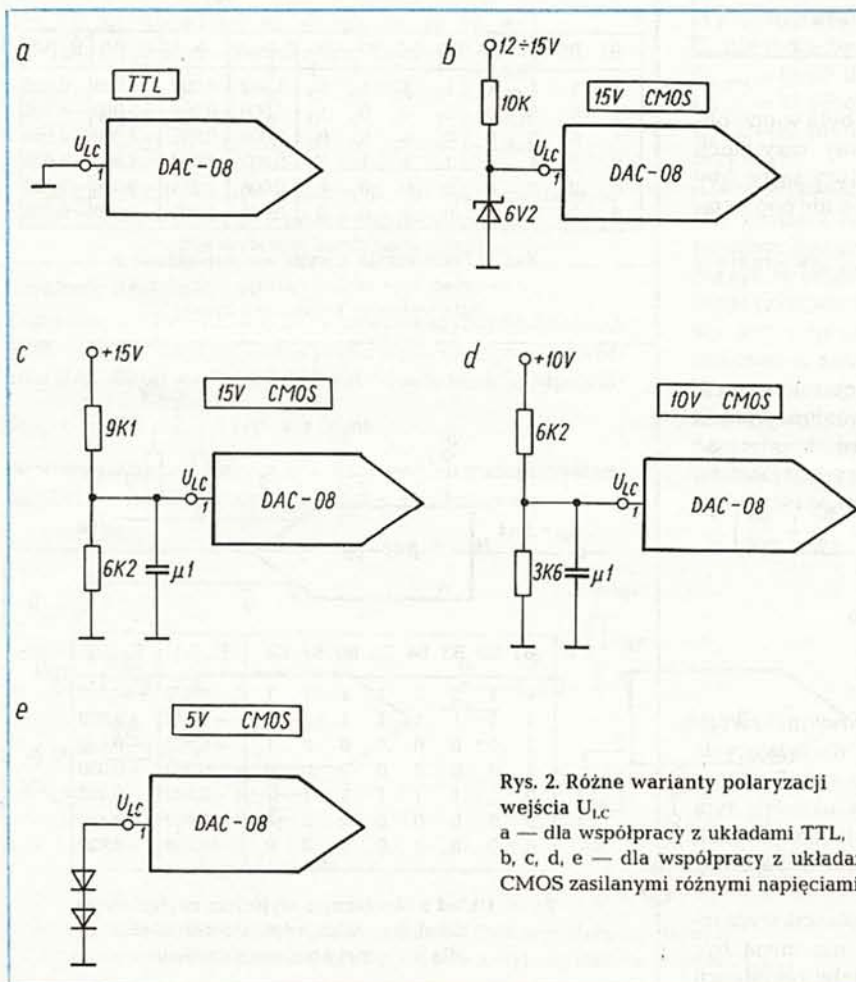 a
TTL
U_LC
1
DAC-08
b
12÷15V
10K
15V CMOS
U_LC
1
DAC-08
6V2
c
+15V
9K1
15V CMOS
U_LC
1
DAC-08
6K2
μ1
d
+10V
6K2
10V CMOS
U_LC
1
DAC-08
3K6
μ1
e
5V CMOS
U_LC
1
DAC-08
Rys. 2. Różne warianty polaryzacji
wejścia U_LC
a — dla współpracy z układami TTL,
b, c, d, e — dla współpracy z układa
CMOS zasilanymi różnymi napięciami